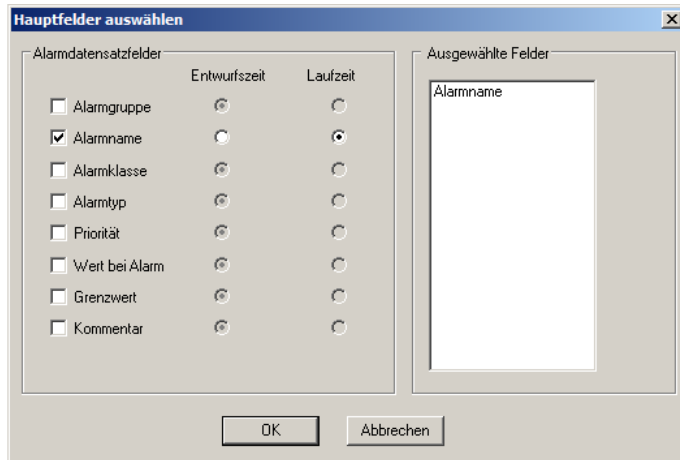 Hauptfelder auswählen
Alarmdatensatzfelder
Entwurfszeit Laufzeit
Alarmgruppe
Alarmname
Alarmklasse
Alarmtyp
Priorität
Wert bei Alarm
Grenzwert
Kommentar
Ausgewählte Felder
Alarmname
OK Abbrechen